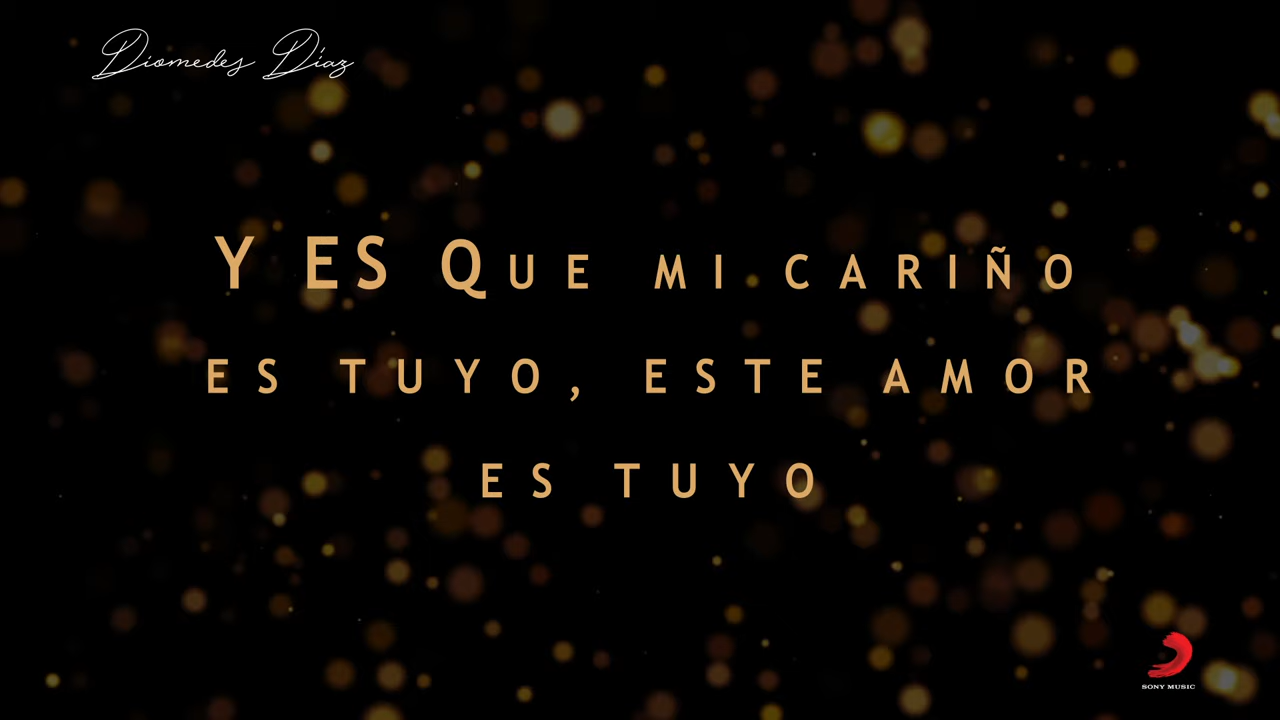 Diomedes Díaz
Y ES QUE MI CARIÑO
ES TUYO, ESTE AMOR
ES TUYO
SONY MUSIC